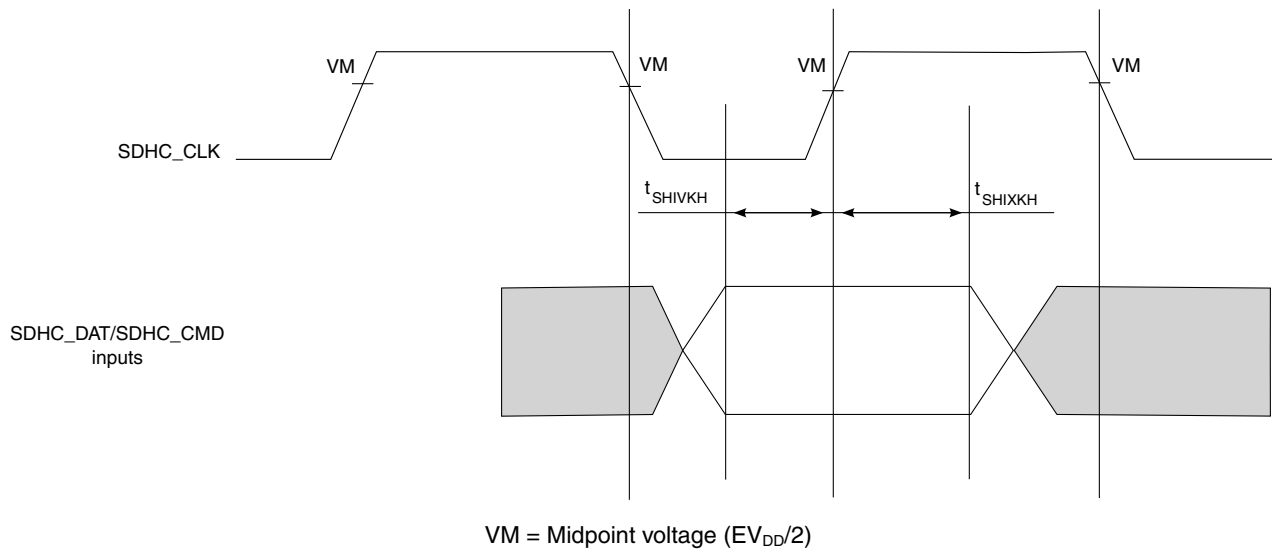 VM
VM
VM
VM
SDHC_CLK
tSHIVKH
tSHIXKH
SDHC_DAT/SDHC_CMD
inputs
VM = Midpoint voltage (EVDD/2)